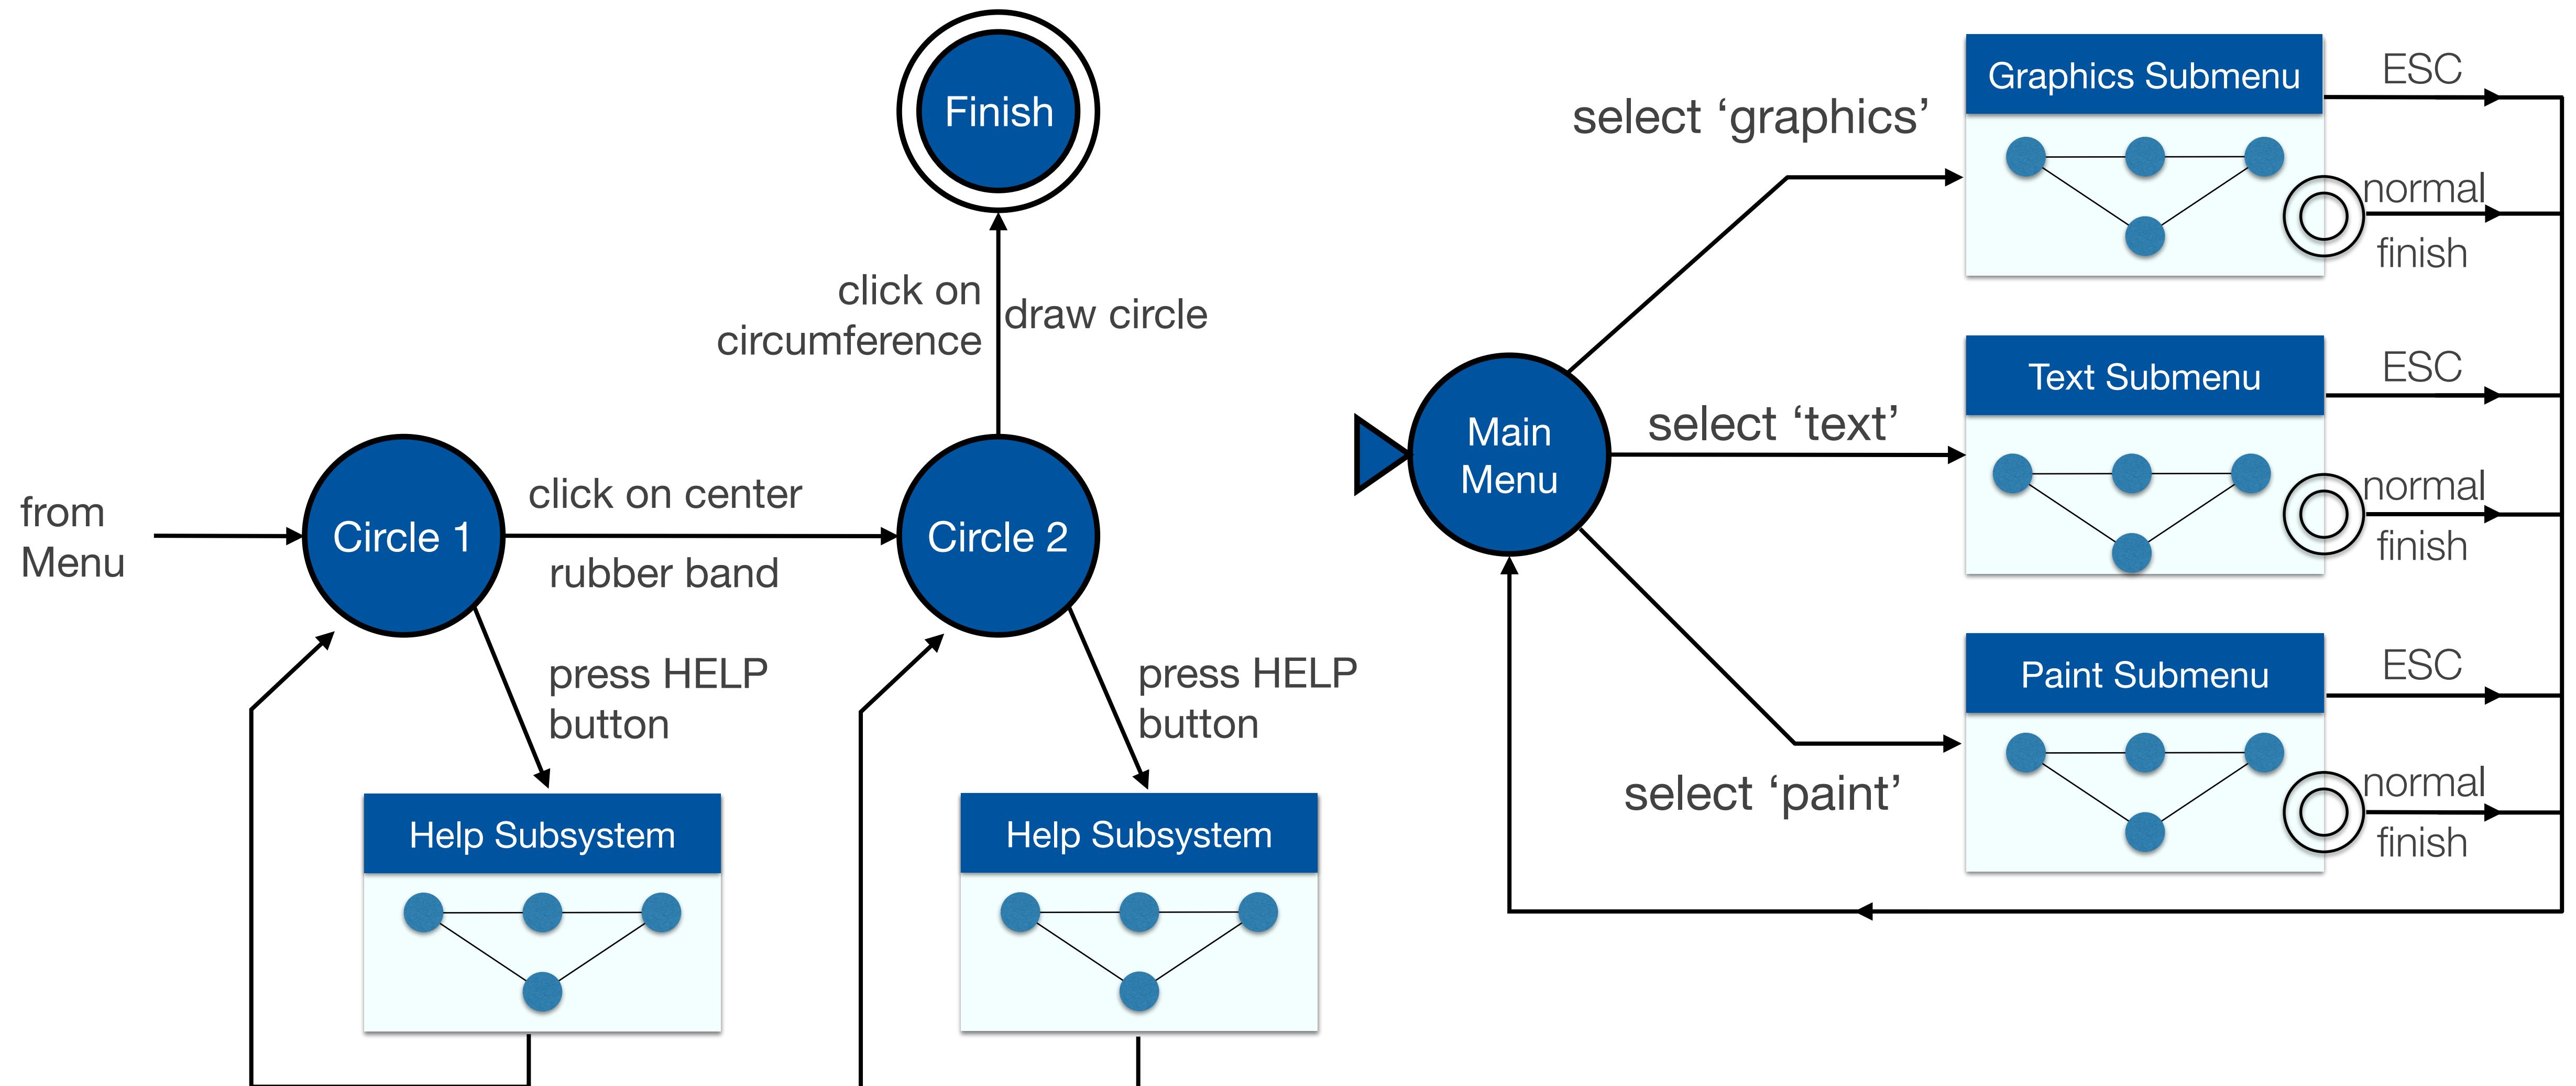 Finish
click on
circumference
draw circle
from
Menu
Circle 1
click on center
rubber band
Circle 2
press HELP
button
press HELP
button
Help Subsystem
Help Subsystem
Main
Menu
select ‘graphics’
select ‘text’
select ‘paint’
Graphics Submenu
ESC
normal
finish
Text Submenu
ESC
normal
finish
Paint Submenu
ESC
normal
finish